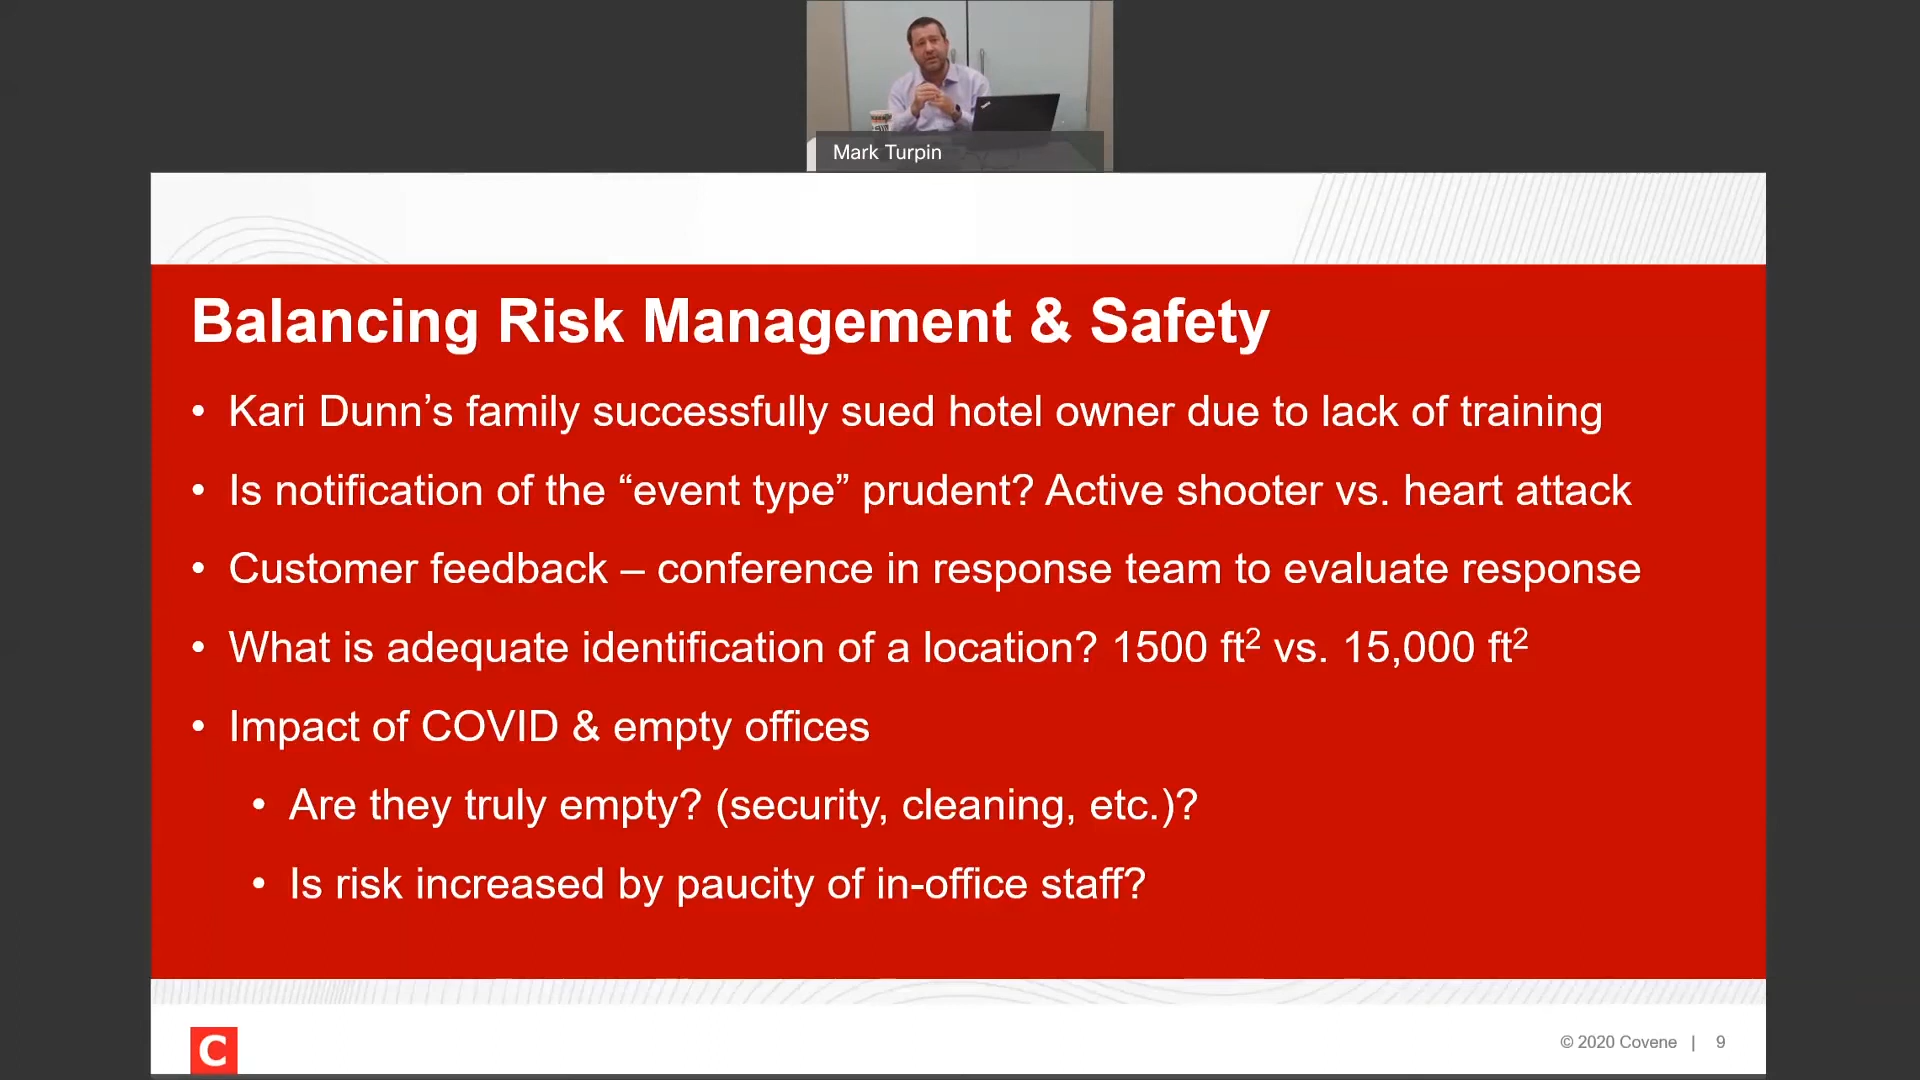 Mark Turpin
Balancing Risk Management & Safety
• Kari Dunn’s family successfully sued hotel owner due to lack of training
• Is notification of the “event type” prudent? Active shooter vs. heart attack
• Customer feedback – conference in response team to evaluate response
• What is adequate identification of a location? 1500 ft² vs. 15,000 ft²
• Impact of COVID & empty offices
• Are they truly empty? (security, cleaning, etc.)?
• Is risk increased by paucity of in-office staff?
C
© 2020 Covene | 9